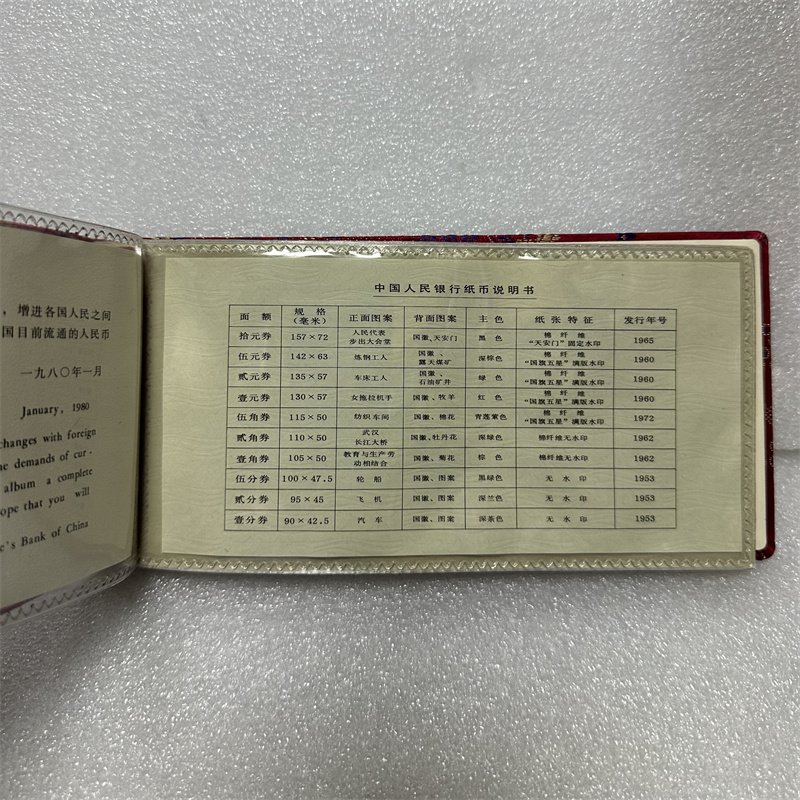 ，增进各国人民之间
国目前流通的人民币
一九八〇年一月
January, 1980
changes with foreign
demands of cur-
album a complete
ope that you will
e's Bank of China
中国人民银行纸币说明书
面额 规格（毫米） 正面图案 背面图案 主色 纸张特征 发行年号
拾元券 157×72 人民代表步出大会堂 国徽、天安门 黑色 棉纤维“天安门”固定水印 1965
伍元券 142×63 炼钢工人 国徽、露天煤矿 深棕色 棉纤维“国旗五星”满版水印 1960
贰元券 135×57 车床工人 国徽、石油矿井 绿色 棉纤维“国旗五星”满版水印 1960
壹元券 130×57 女拖拉机手 国徽、牧羊 红色 棉纤维“国旗五星”满版水印 1960
伍角券 115×50 纺织车间 国徽、棉花 青莲紫色 棉纤维“国旗五星”满版水印 1972
贰角券 110×50 武汉长江大桥 国徽、牡丹花 深绿色 棉纤维无水印 1962
壹角券 105×50 教育与生产劳动相结合 国徽、菊花 棕色 棉纤维无水印 1962
伍分券 100×47.5 轮船 国徽、图案 黑绿色 无水印 1953
贰分券 95×45 飞机 国徽、图案 深兰色 无水印 1953
壹分券 90×42.5 汽车 国徽、图案 深茶色 无水印 1953